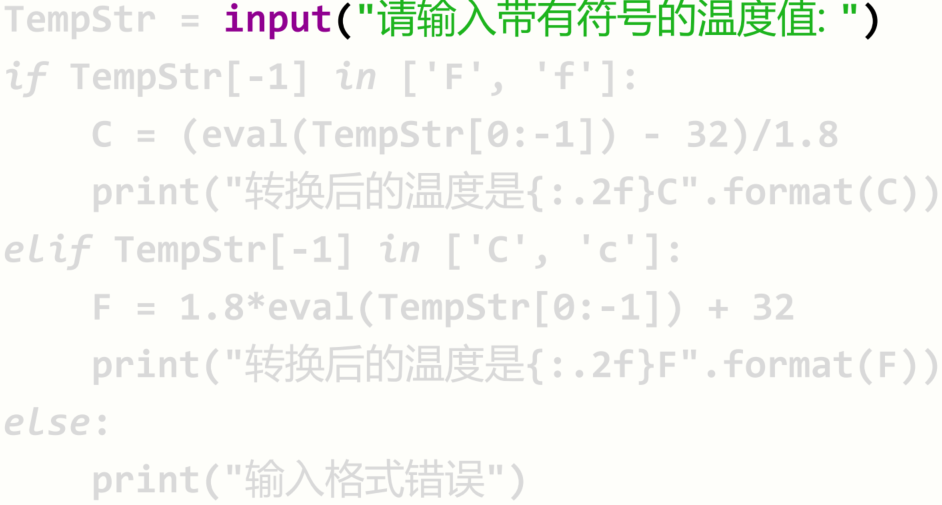 TempStr = input("请输入带有符号的温度值: ")
if TempStr[-1] in ['F', 'f']:
    C = (eval(TempStr[0:-1]) - 32)/1.8
    print("转换后的温度是{:.2f}C".format(C))
elif TempStr[-1] in ['C', 'c']:
    F = 1.8*eval(TempStr[0:-1]) + 32
    print("转换后的温度是{:.2f}F".format(F))
else:
    print("输入格式错误")